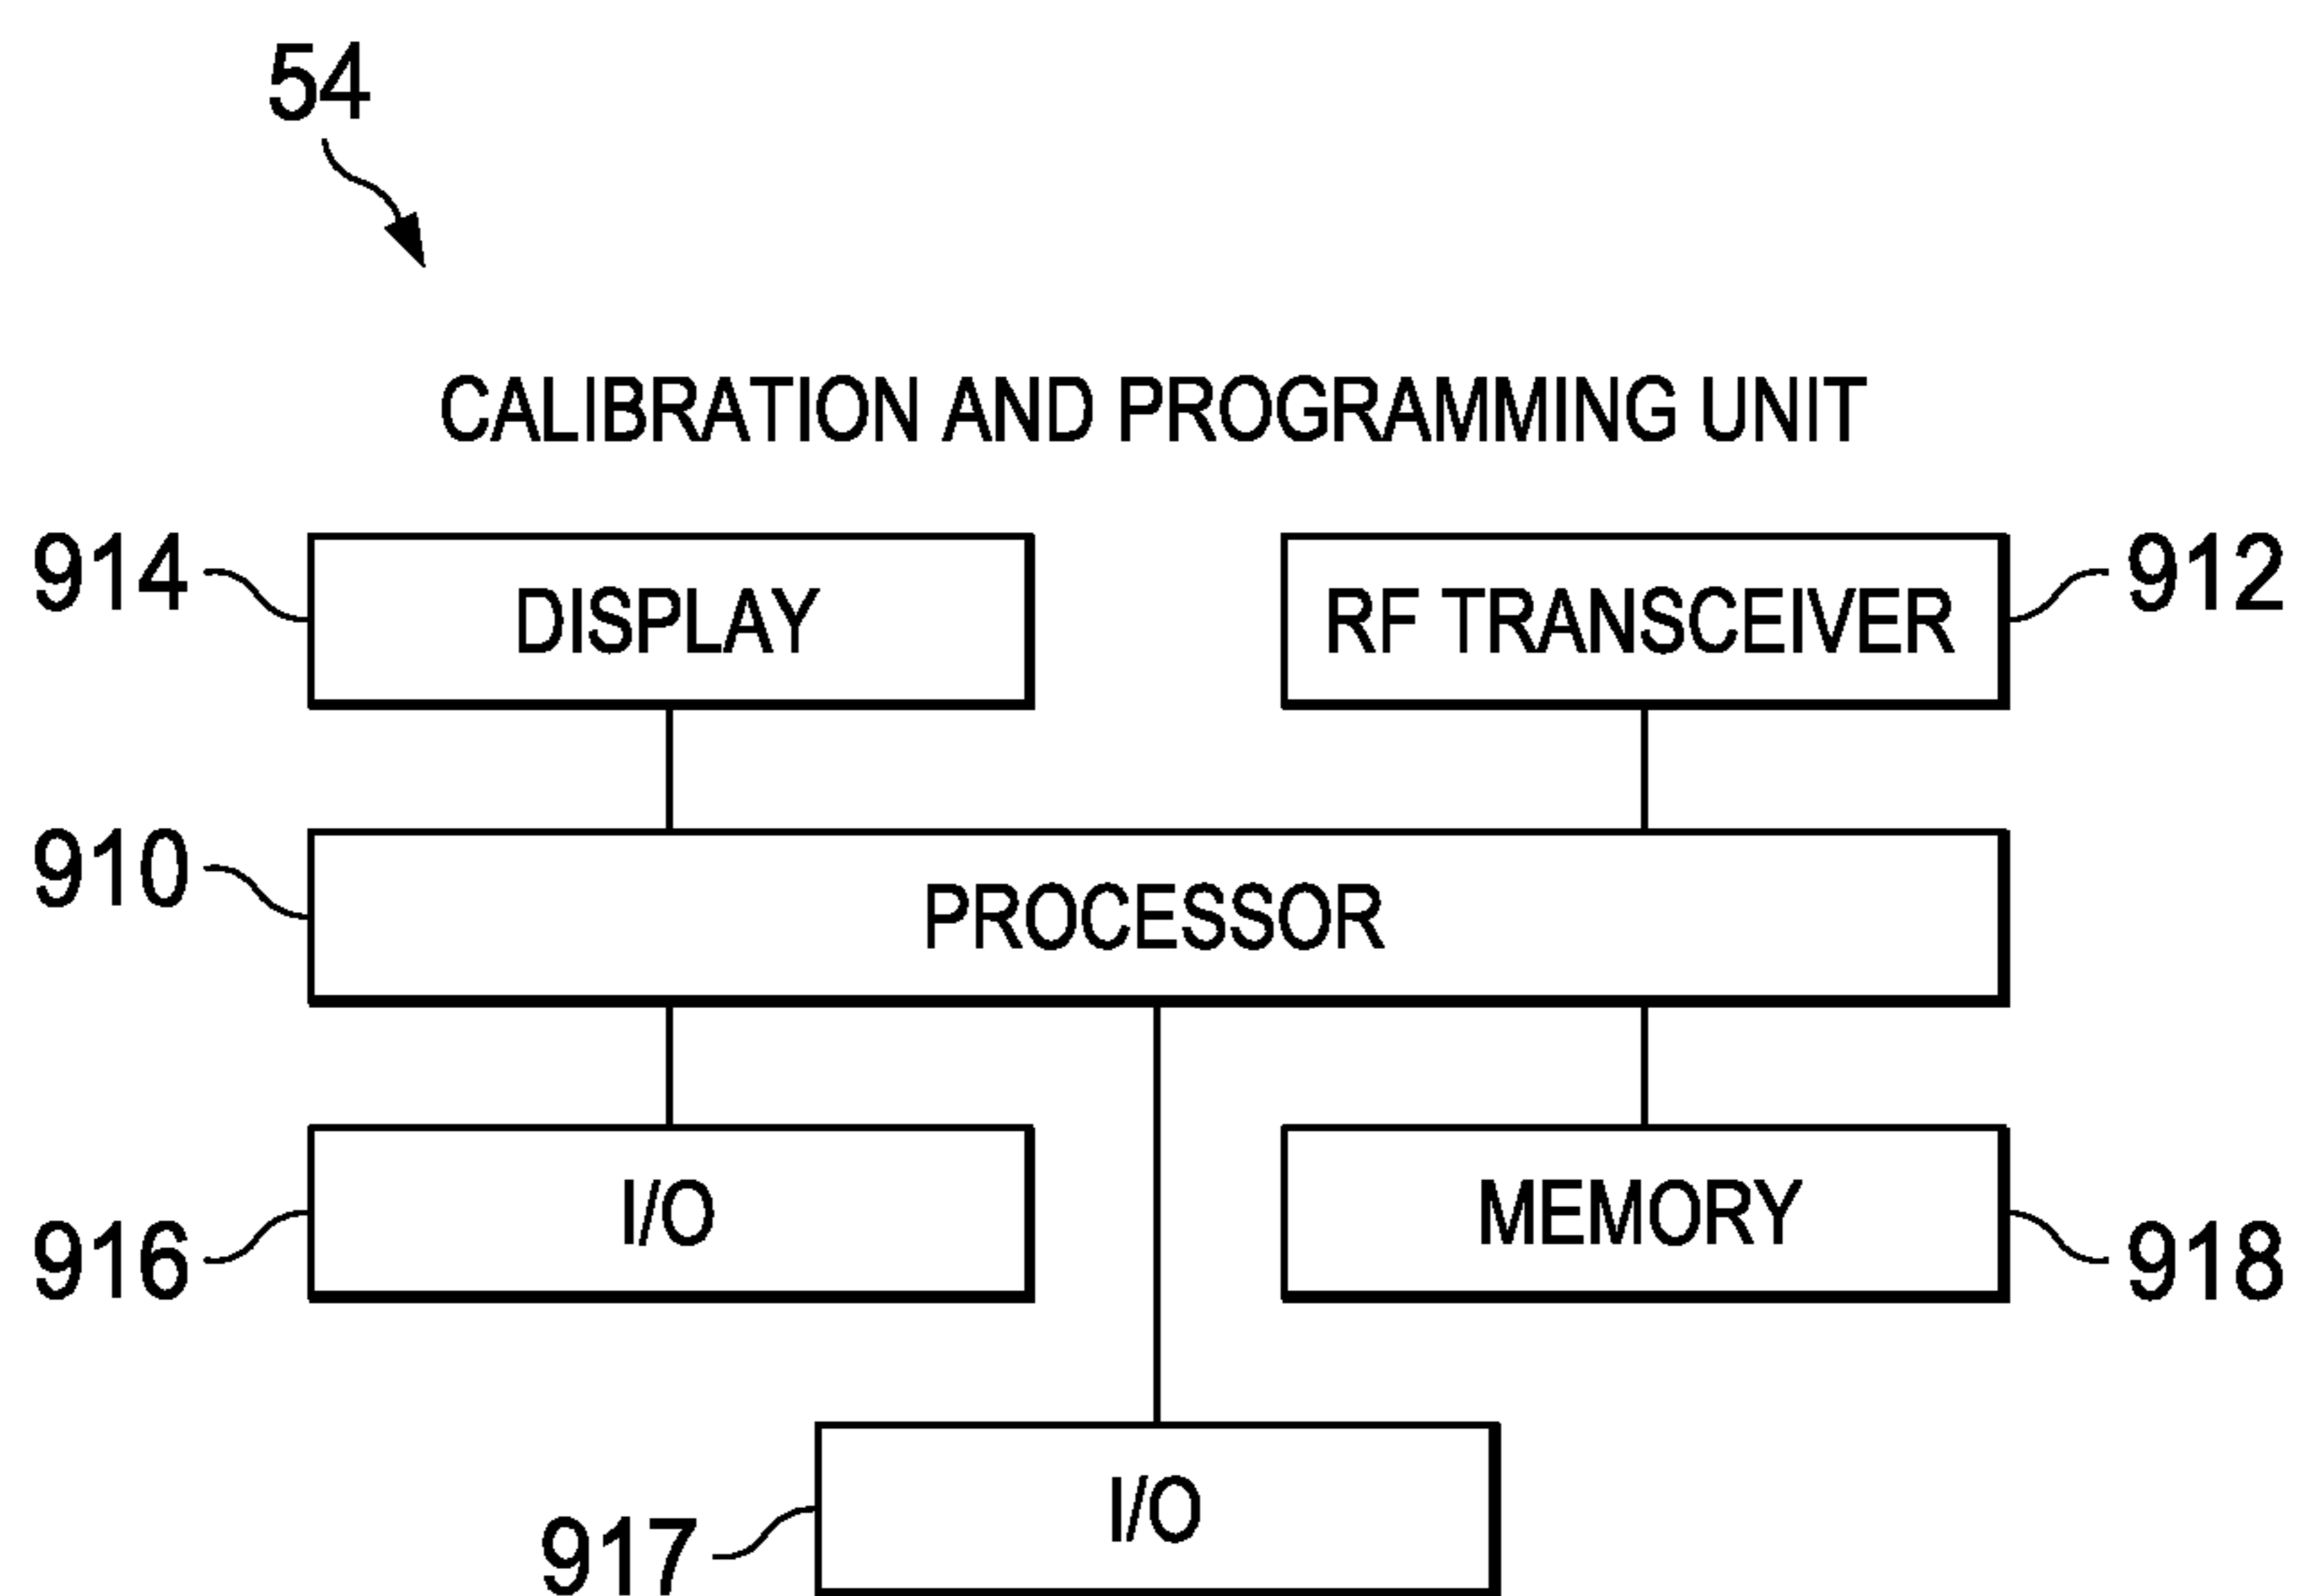 54
CALIBRATION AND PROGRAMMING UNIT
914 DISPLAY RF TRANSCEIVER 912
910 PROCESSOR
916 I/O MEMORY 918
917 I/O